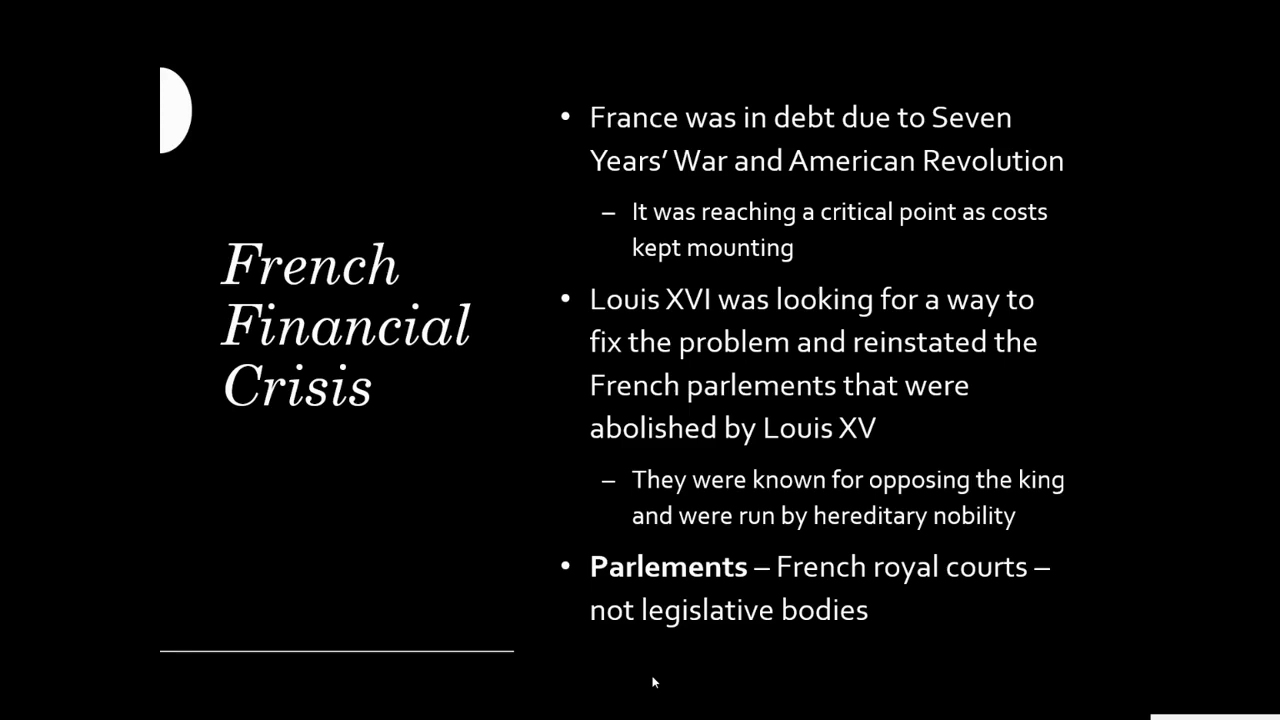 French
Financial
Crisis
• France was in debt due to Seven
Years’ War and American Revolution
– It was reaching a critical point as costs
kept mounting
• Louis XVI was looking for a way to
fix the problem and reinstated the
French parlements that were
abolished by Louis XV
– They were known for opposing the king
and were run by hereditary nobility
• Parlements – French royal courts –
not legislative bodies